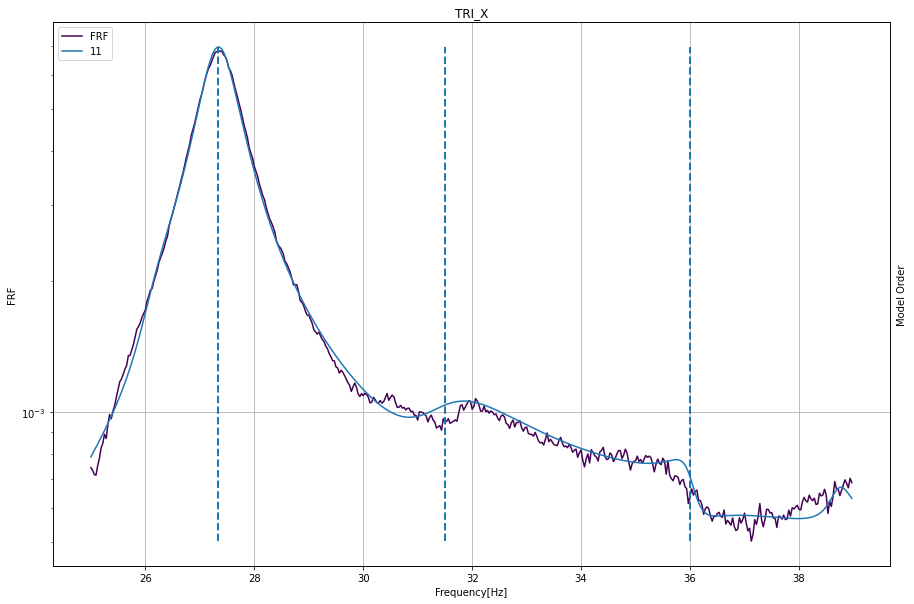 TRI_X
FRF
11
FRF
10⁻³
Model Order
26 28 30 32 34 36 38
Frequency[Hz]